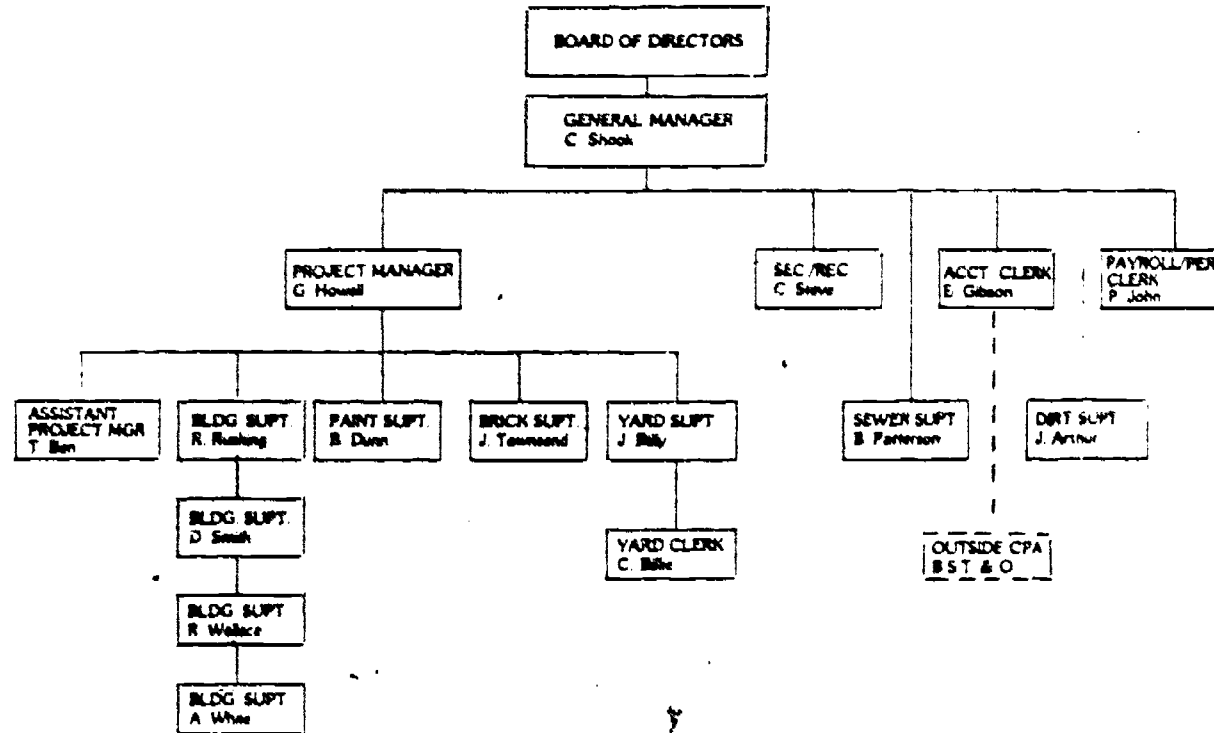 BOARD OF DIRECTORS
GENERAL MANAGER
C Shook
PROJECT MANAGER
G Howell
SEC/REC
C Steve
ACCT CLERK
E Gibson
PAYROLL/PER
CLERK
P John
ASSISTANT
PROJECT MGR
T Ben
BLDG SUPT.
R. Rushing
PAINT SUPT.
B Dunn
BRICK SUPT.
J. Townsend
YARD SUPT
J Billy
SEWER SUPT
B Patterson
DIRT SUPT
J. Arthur
BLDG. SUPT.
D Smith
YARD CLERK
C.
OUTSIDE CPA
B S T & O
BLDG SUPT
R Wallace
BLDG SUPT
A White